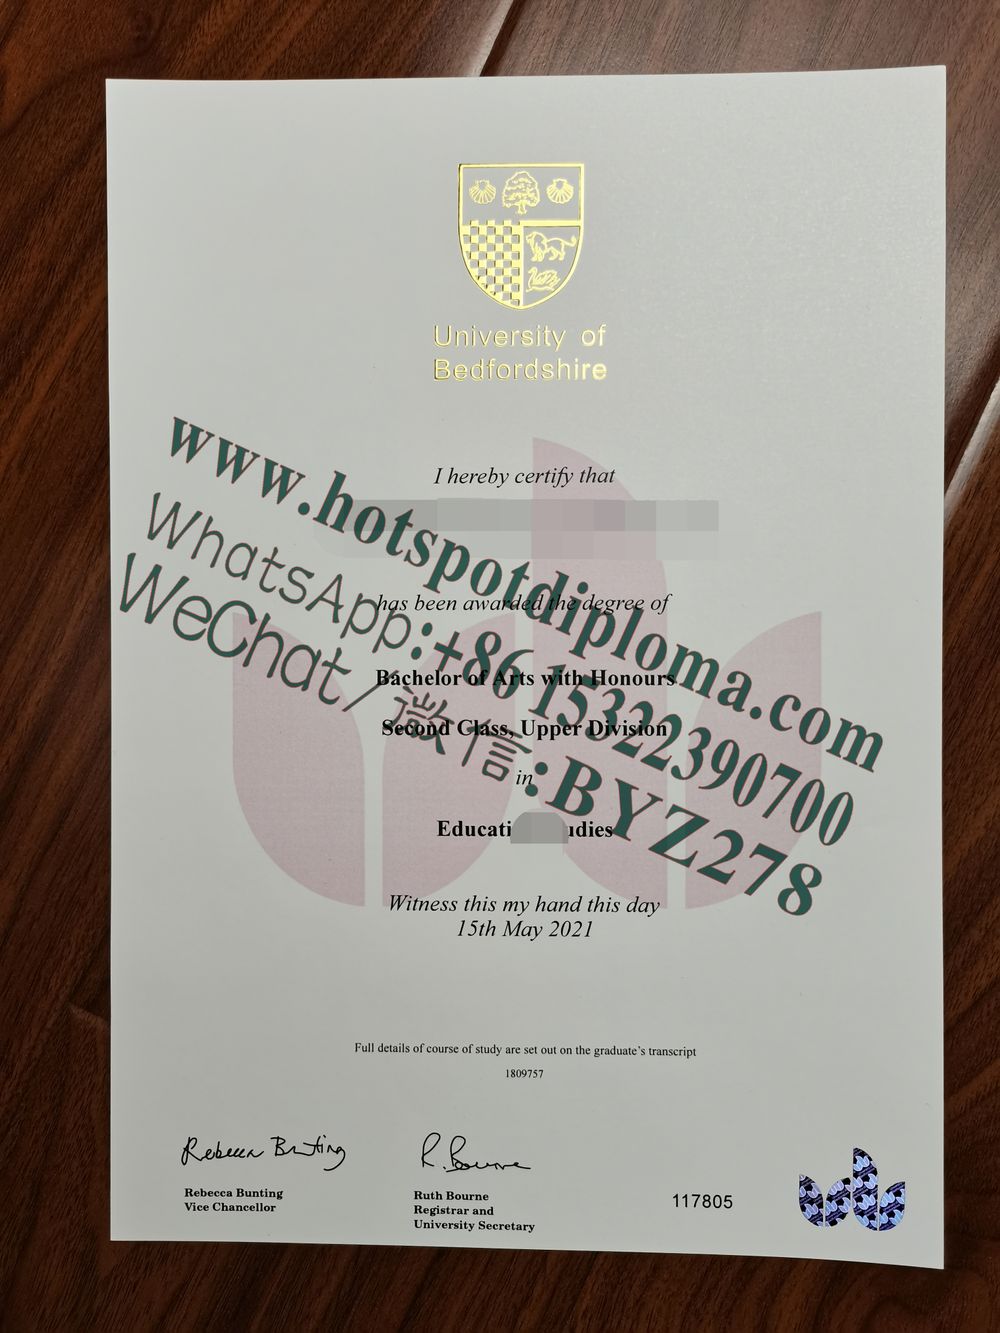 University of
Bedfordshire
I hereby certify that
www.hotspotdiploma.com
WhatsApp:+86 15322390700
WeChat/微信:BYZ278
has been awarded the degree of
Bachelor of Arts with Honours
Second Class, Upper Division
in
Witness this my hand this day
15th May 2021
Full details of course of study are set out on the graduate's transcript
1809757
Rebecca Bunting
R. Bourne
Rebecca Bunting
Vice Chancellor
Ruth Bourne
Registrar and
University Secretary
117805